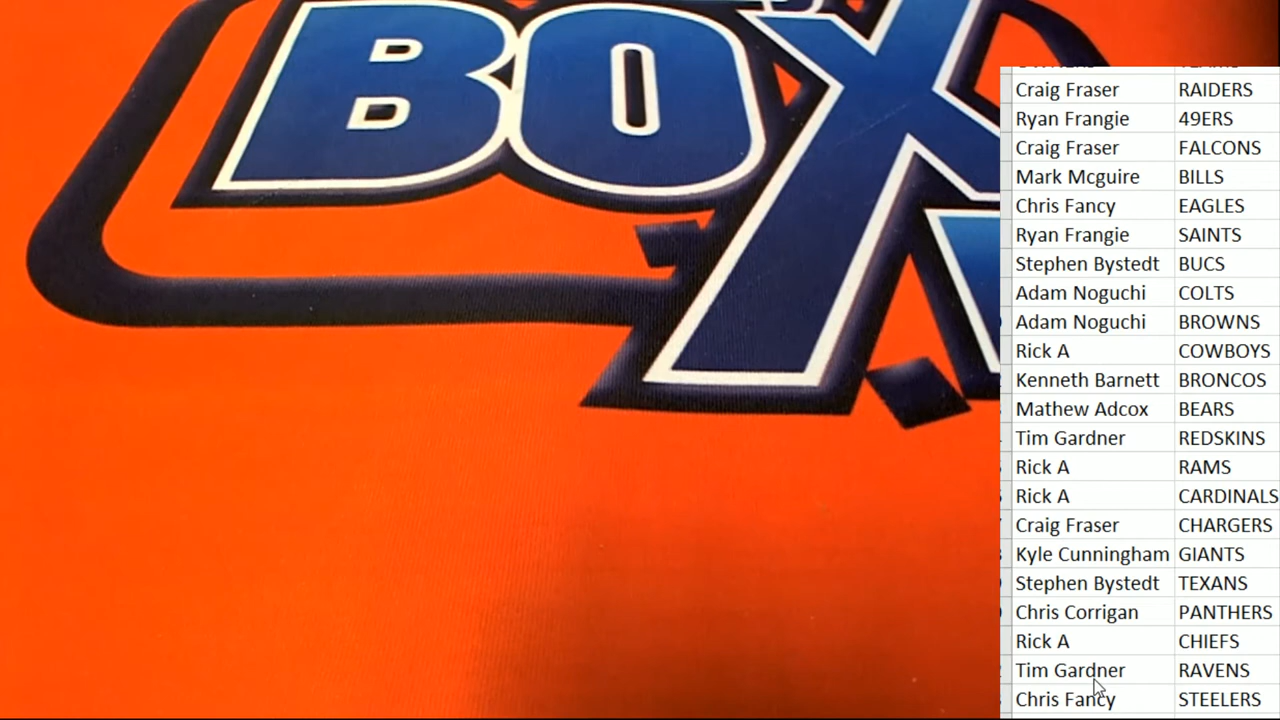 BOX
Craig Fraser RAIDERS
Ryan Frangie 49ERS
Craig Fraser FALCONS
Mark Mcguire BILLS
Chris Fancy EAGLES
Ryan Frangie SAINTS
Stephen Bystedt BUCS
Adam Noguchi COLTS
Adam Noguchi BROWNS
Rick A COWBOYS
Kenneth Barnett BRONCOS
Mathew Adcox BEARS
Tim Gardner REDSKINS
Rick A RAMS
Rick A CARDINALS
Craig Fraser CHARGERS
Kyle Cunningham GIANTS
Stephen Bystedt TEXANS
Chris Corrigan PANTHERS
Rick A CHIEFS
Tim Gardner RAVENS
Chris Fancy STEELERS